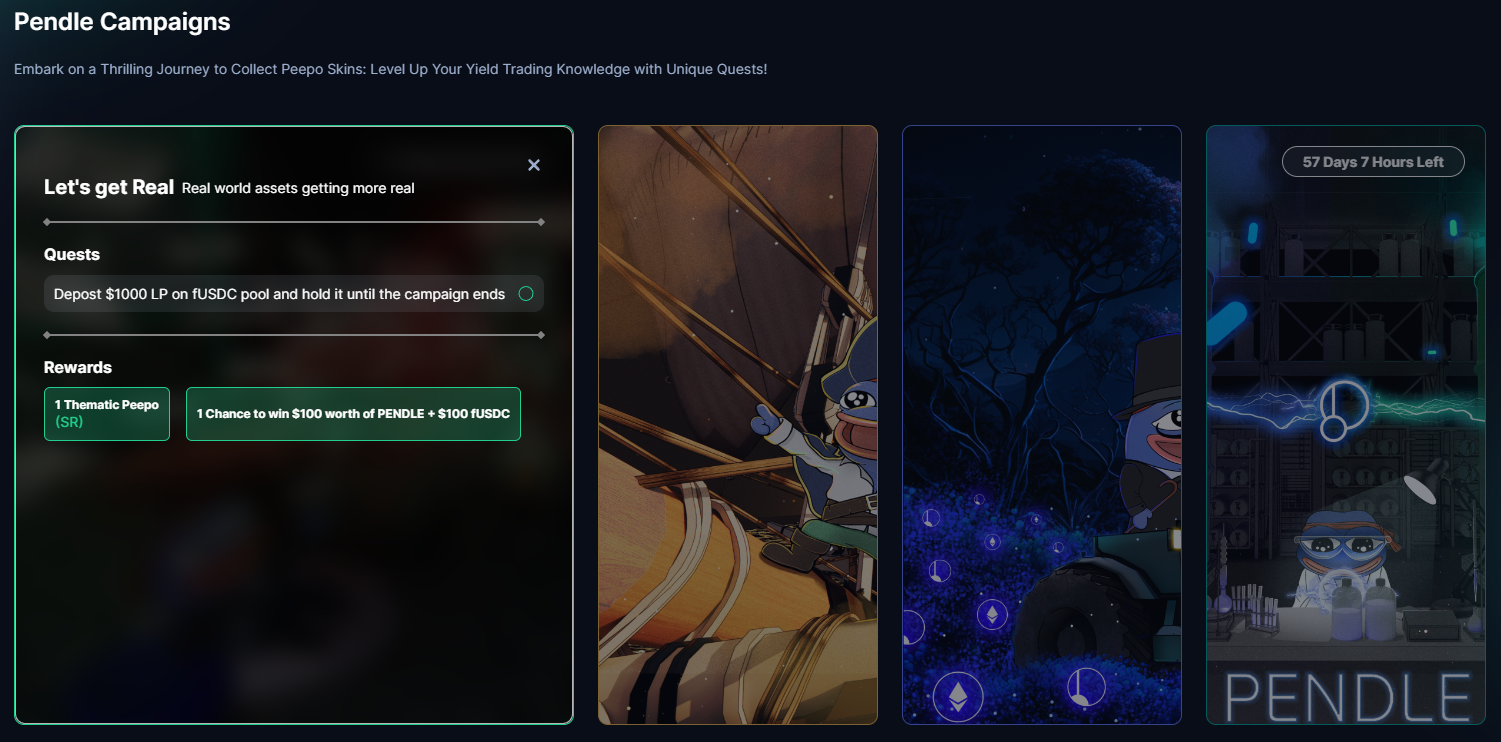 Pendle Campaigns
Embark on a Thrilling Journey to Collect Peepo Skins: Level Up Your Yield Trading Knowledge with Unique Quests!
Let's get Real Real world assets getting more real
Quests
Depost $1000 LP on fUSDC pool and hold it until the campaign ends
Rewards
1 Thematic Peepo
(SR)
1 Chance to win $100 worth of PENDLE + $100 fUSDC
57 Days 7 Hours Left
PENDLE